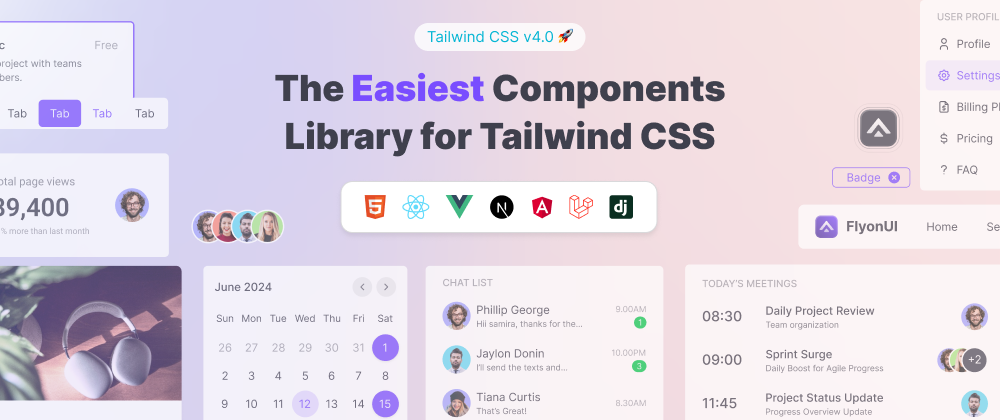 Tailwind CSS v4.0 🚀
The Easiest Components
Library for Tailwind CSS
Free
project with teams
Tab Tab Tab Tab
total page views
39,400
% more than last month
USER PROFIL
Profile
Settings
Billing Pl
$ Pricing
? FAQ
Badge
FlyonUI Home Se
5 N A dj
June 2024
Sun Mon Tue Wed Thu Fri Sat
26 27 28 29 30 31 1
2 3 4 5 6 7 8
9 10 11 12 13 14 15
CHAT LIST
Phillip George 9.00AM
Hii samira, thanks for the... 1
Jaylon Donin 10.00PM
I'll send the texts and... 3
Tiana Curtis 8.30AM
That's Great!
TODAY'S MEETINGS
08:30 Daily Project Review
Team organization
09:00 Sprint Surge +2
Daily Boost for Agile Progress
11:45 Project Status Update
Progress Overview Update